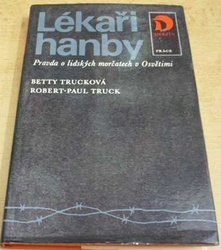 Lékaři
hanby
PRÁCE
Pravda o lidských morčatech v Osvětimi
BETTY TRUCKOVÁ
ROBERT-PAUL TRUCK